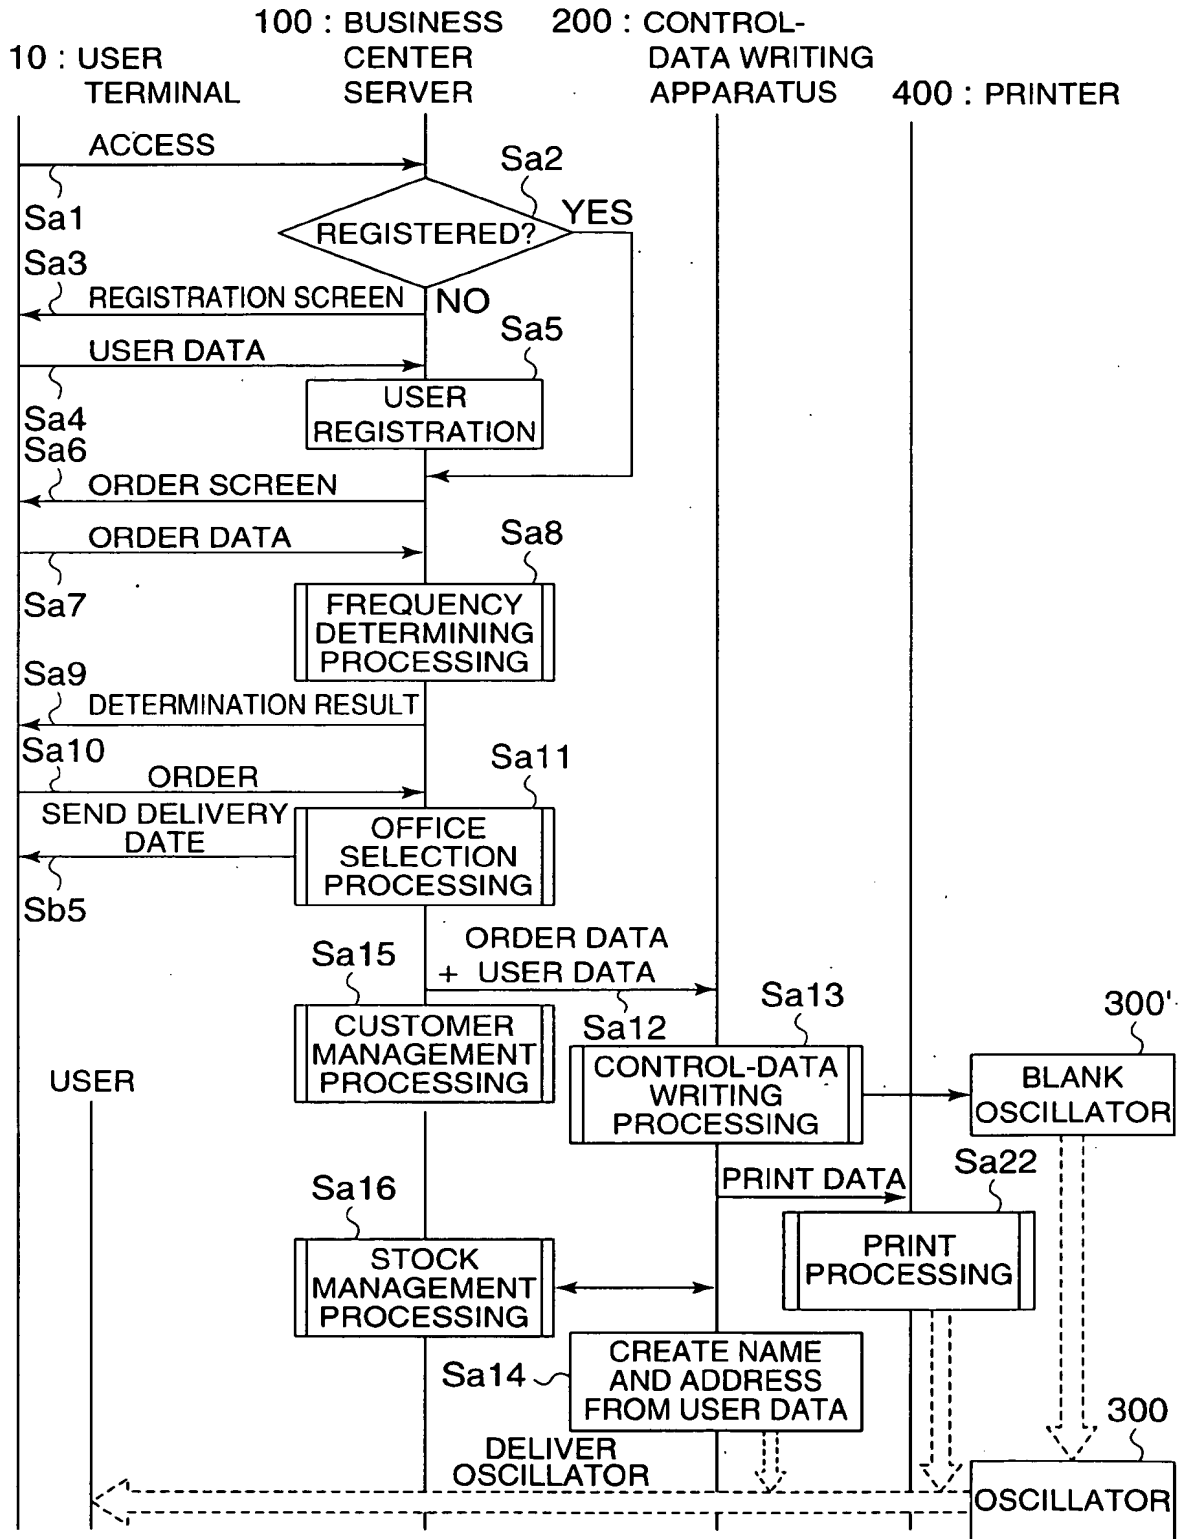 100 : BUSINESS
CENTER
SERVER
200 : CONTROL-
DATA WRITING
APPARATUS
10 : USER
TERMINAL
400 : PRINTER
ACCESS
Sa1
Sa2
REGISTERED?
YES
NO
Sa3
REGISTRATION SCREEN
USER DATA
Sa4
Sa5
USER
REGISTRATION
Sa6
ORDER SCREEN
ORDER DATA
Sa7
Sa8
FREQUENCY
DETERMINING
PROCESSING
Sa9
DETERMINATION RESULT
Sa10
ORDER
Sa11
OFFICE
SELECTION
PROCESSING
SEND DELIVERY
DATE
Sb5
ORDER DATA
+ USER DATA
Sa12
Sa15
CUSTOMER
MANAGEMENT
PROCESSING
Sa13
CONTROL-DATA
WRITING
PROCESSING
300'
BLANK
OSCILLATOR
USER
PRINT DATA
Sa22
PRINT
PROCESSING
Sa16
STOCK
MANAGEMENT
PROCESSING
Sa14
CREATE NAME
AND ADDRESS
FROM USER DATA
300
OSCILLATOR
DELIVER
OSCILLATOR